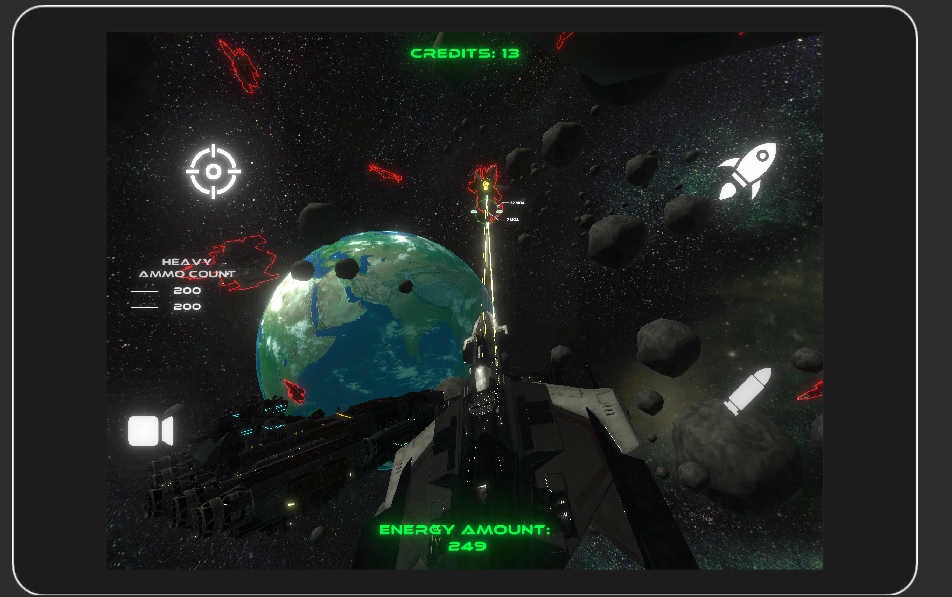 CREDITS: 13
HEAVY
AMMO COUNT
200
200
ENERGY AMOUNT:
249